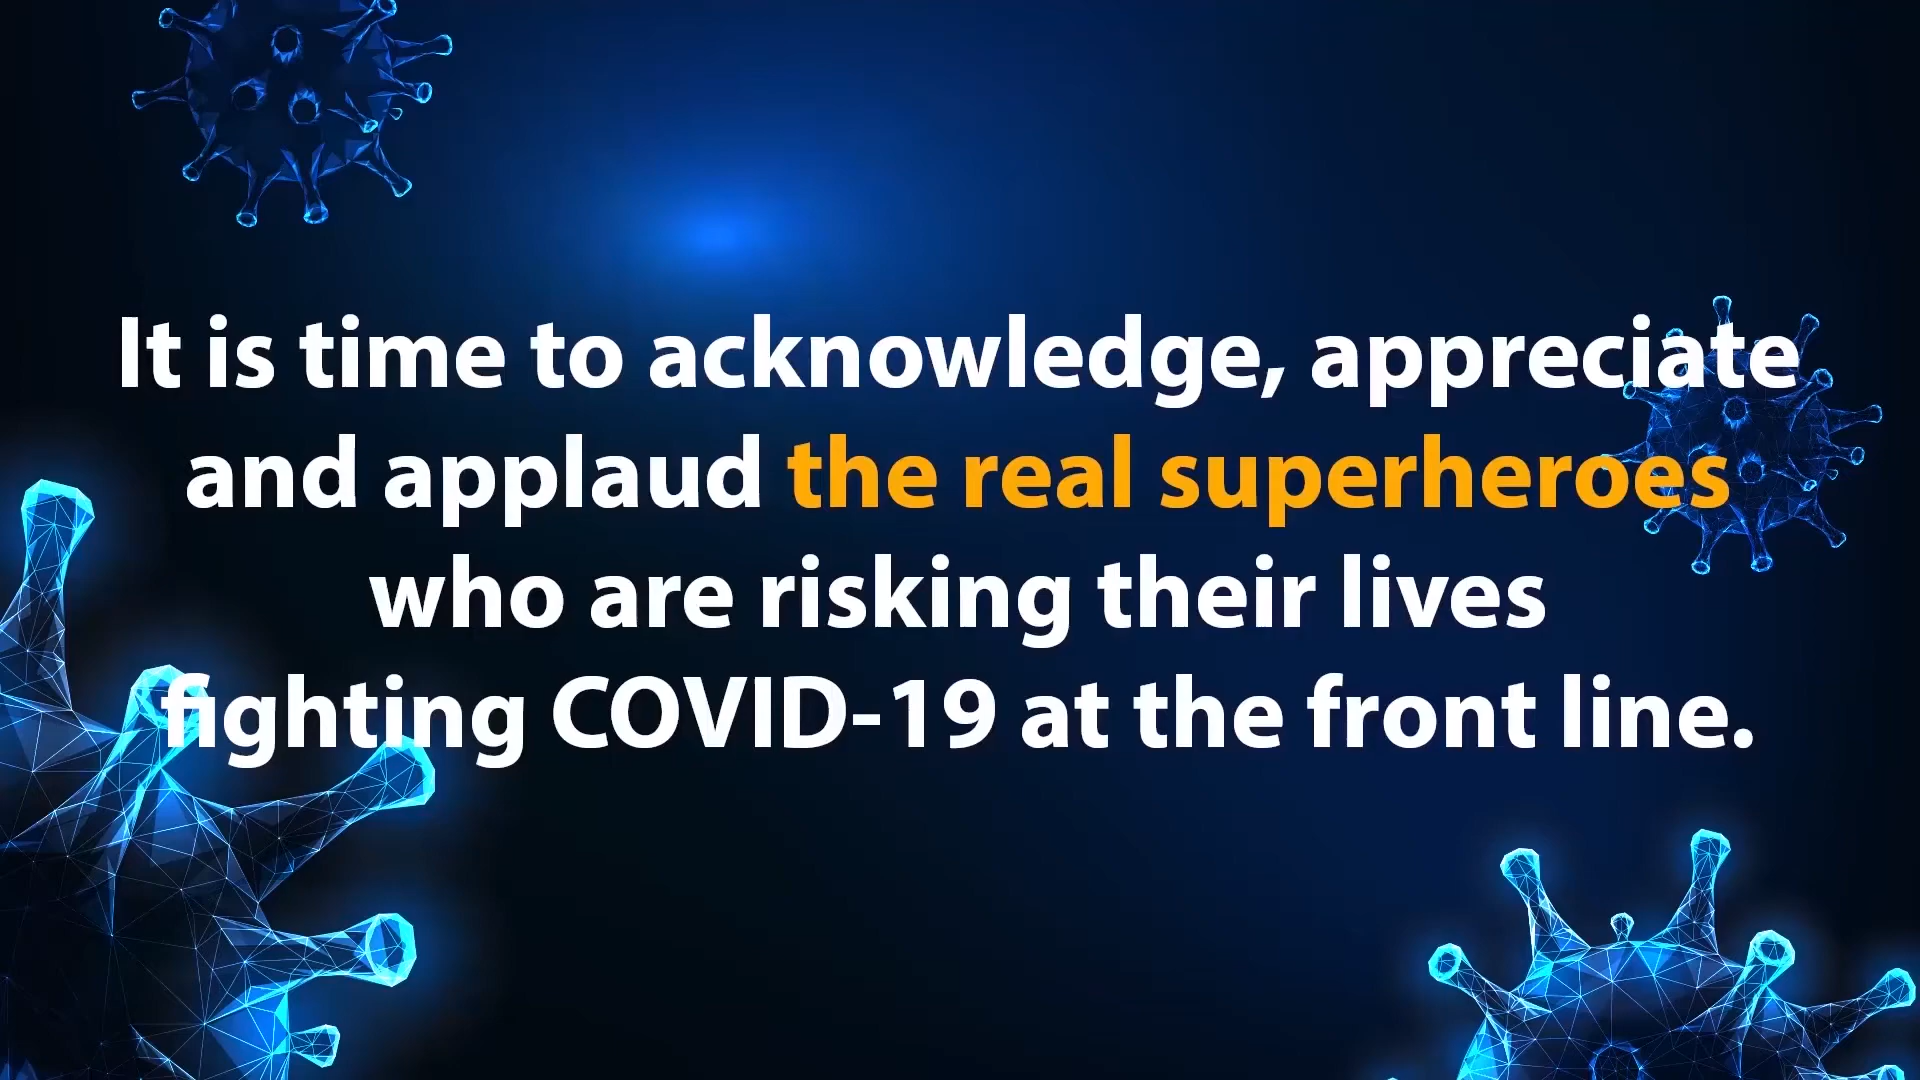 It is time to acknowledge, appreciate
and applaud the real superheroes
who are risking their lives
fighting COVID-19 at the front line.